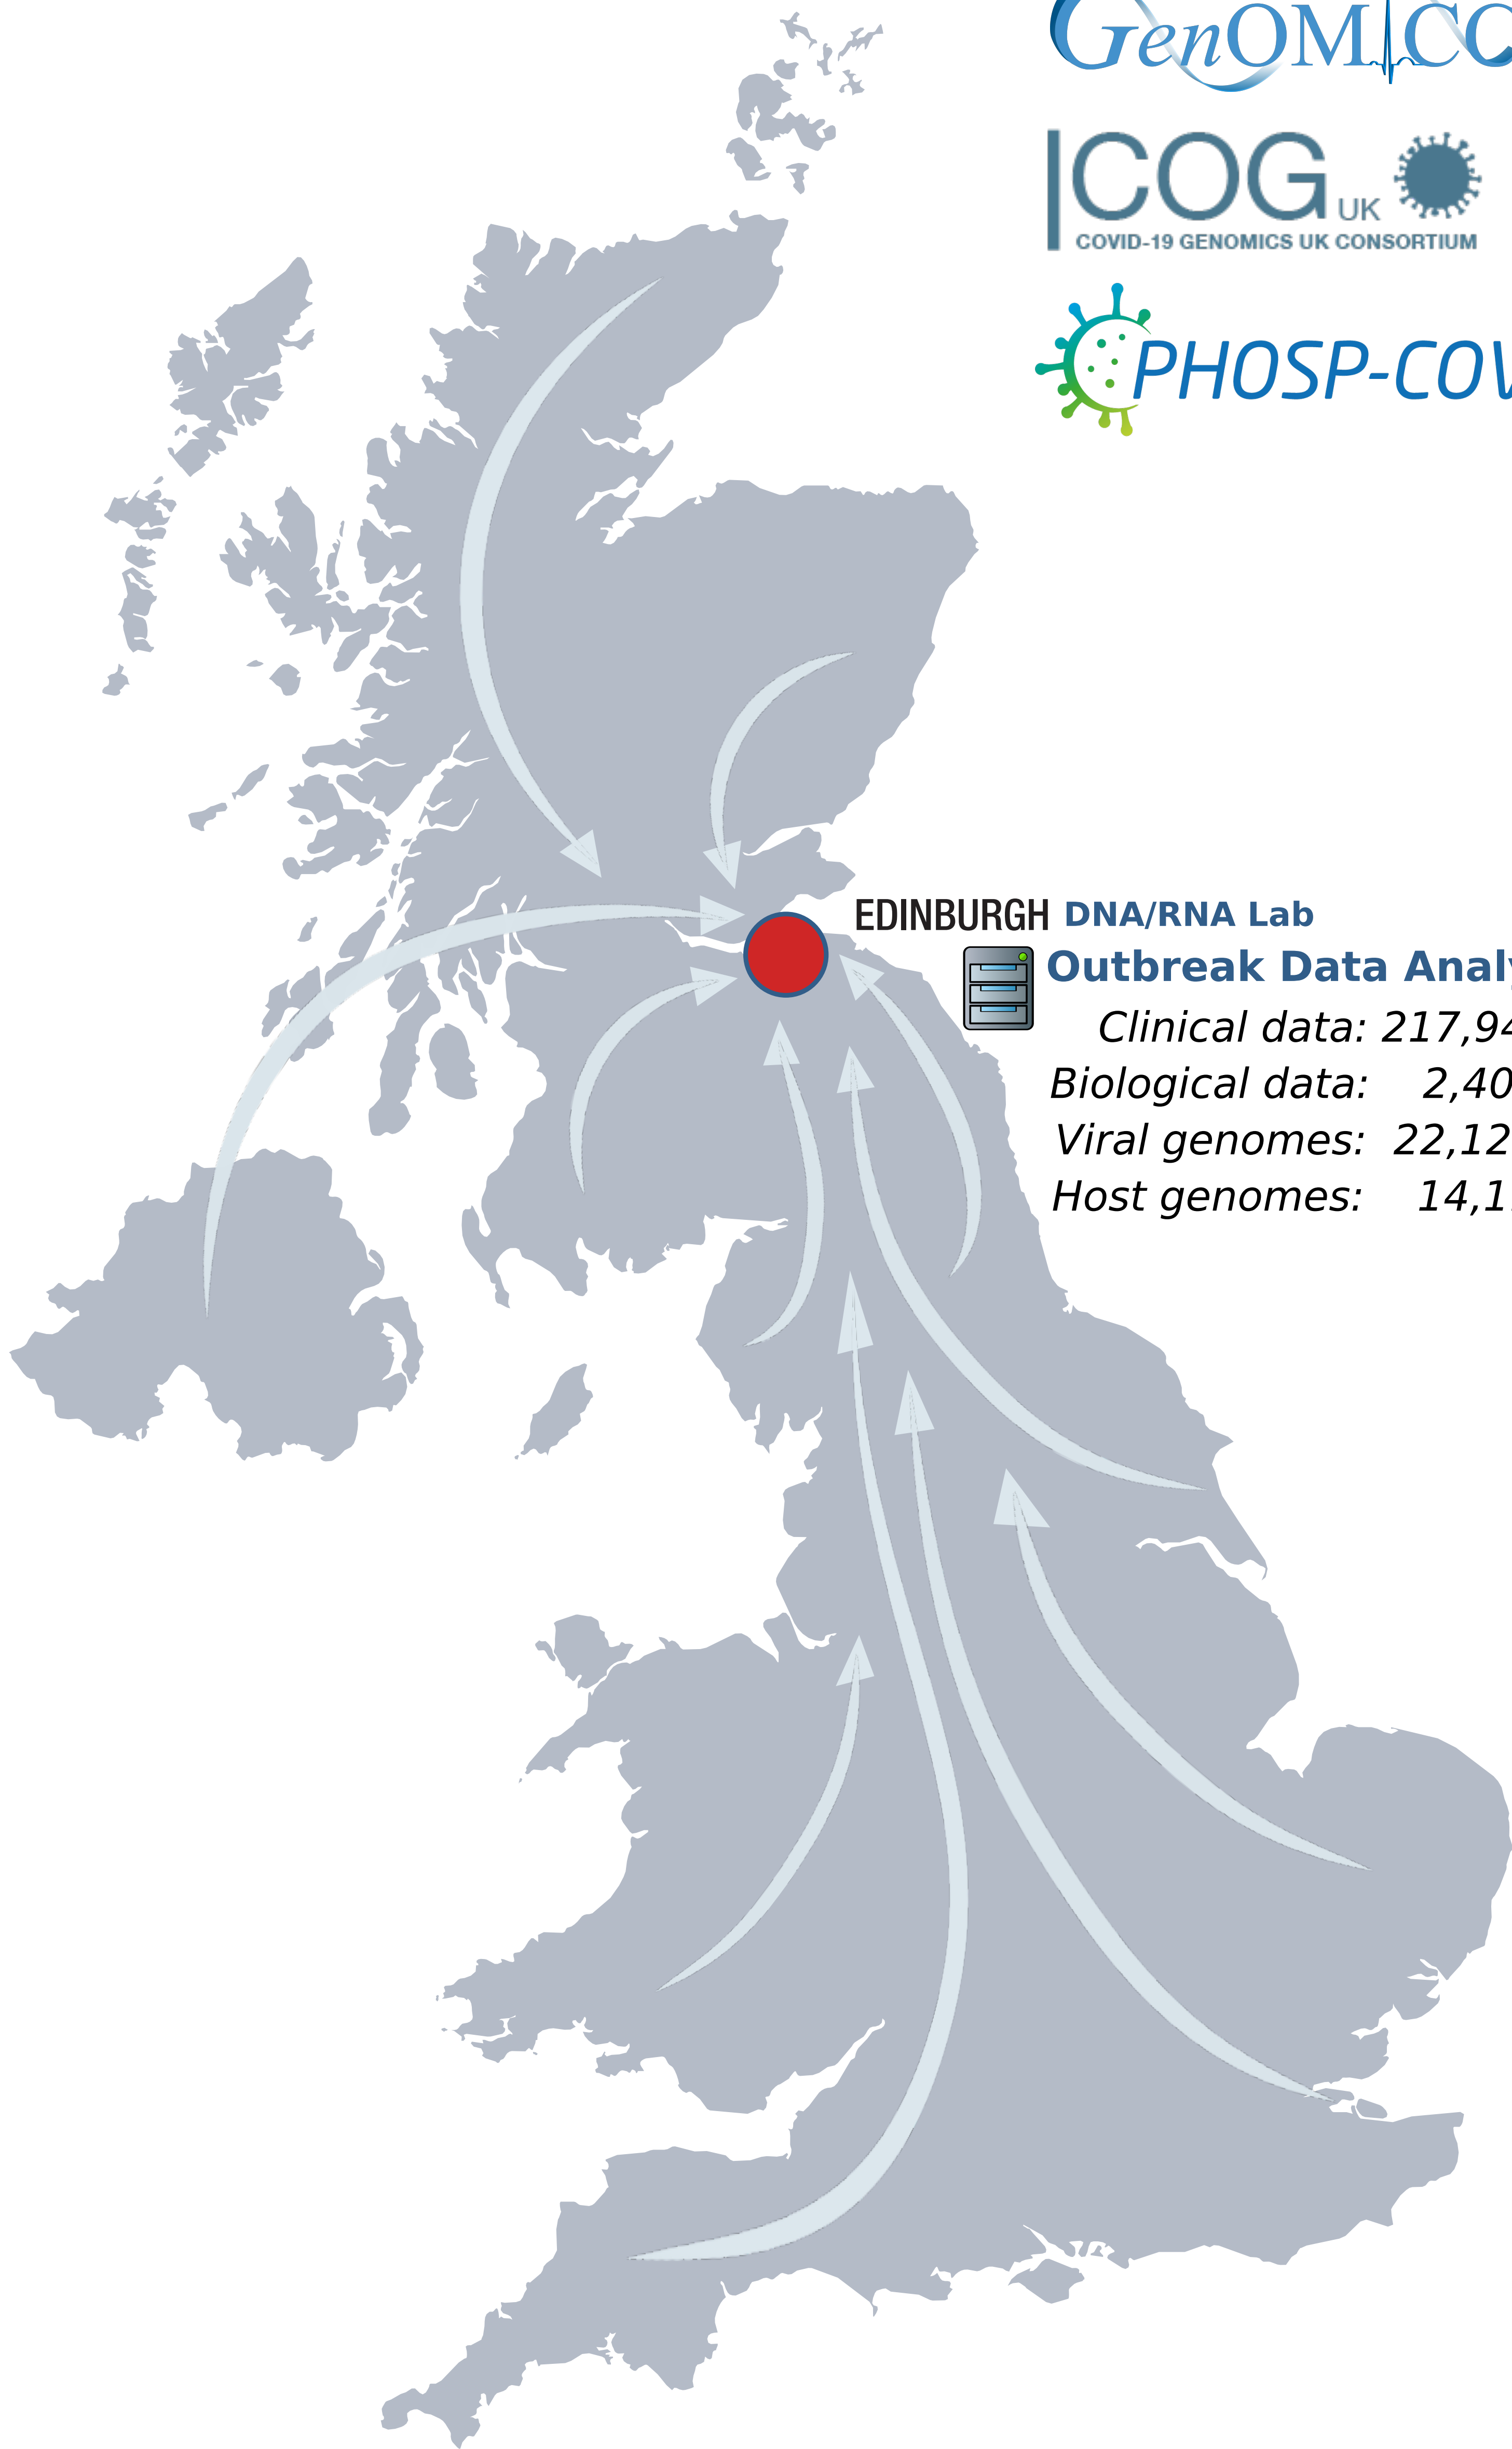 GenOMICC
COG UK
COVID-19 GENOMICS UK CONSORTIUM
PHOSP-COV
EDINBURGH DNA/RNA Lab
Outbreak Data Analy
Clinical data: 217,94
Biological data: 2,40
Viral genomes: 22,12
Host genomes: 14,1